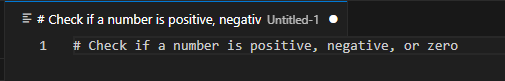 # Check if a number is positive, negativ Untitled-1
1 # Check if a number is positive, negative, or zero